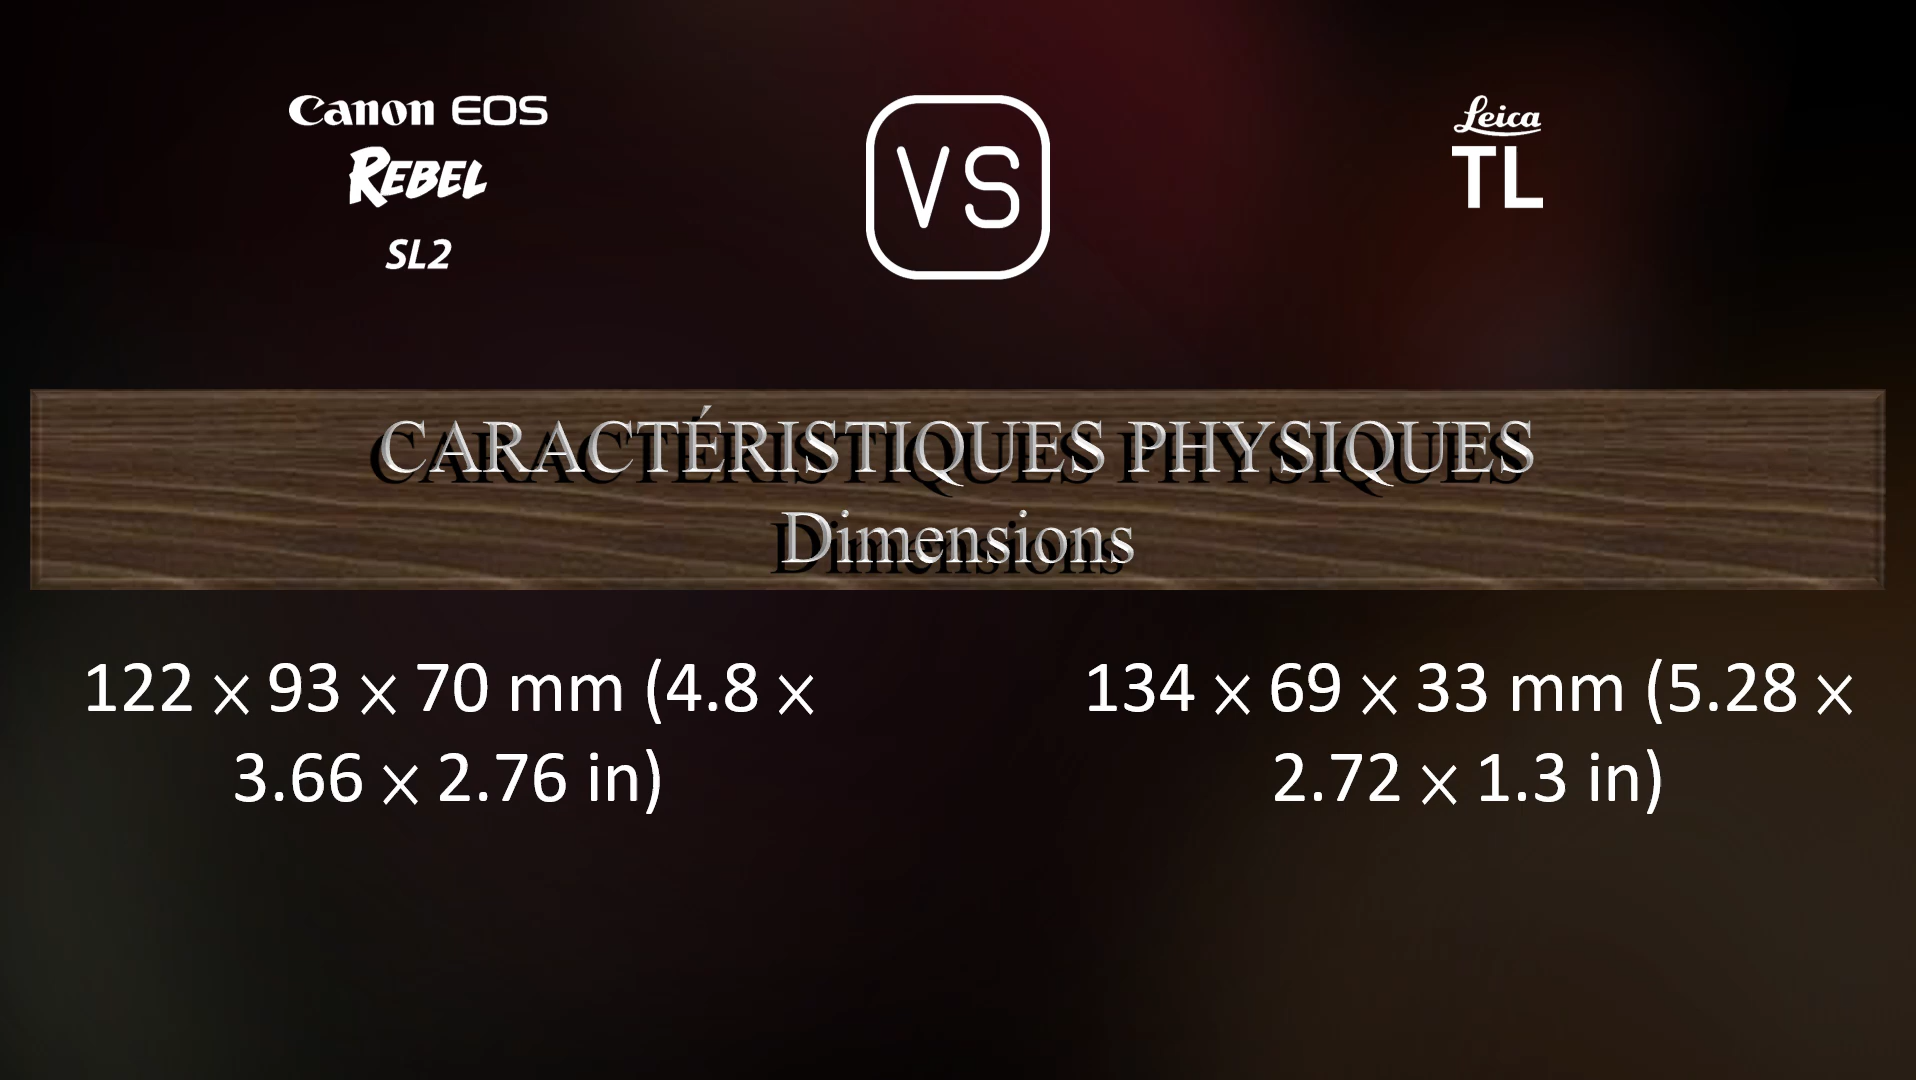 Canon EOS
REBEL
SL2
VS
Leica
TL
CARACTÉRISTIQUES PHYSIQUES
Dimensions
122 x 93 x 70 mm (4.8 x
3.66 x 2.76 in)
134 x 69 x 33 mm (5.28 x
2.72 x 1.3 in)